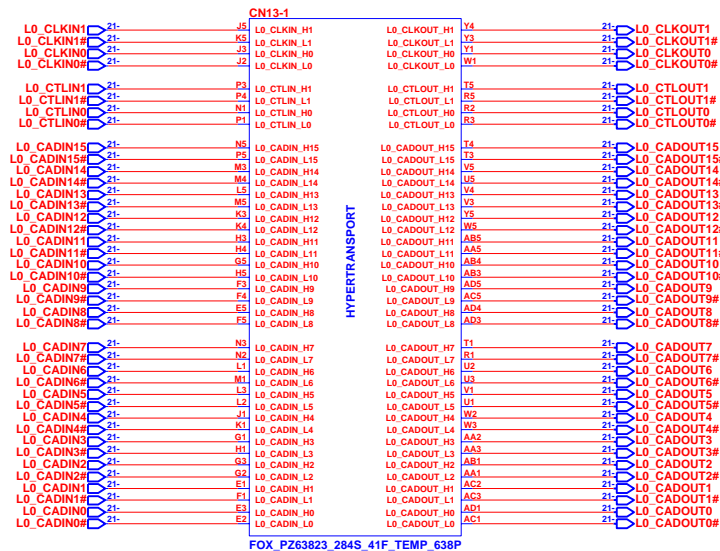 CN13-1
L0_CLKIN1 21- J5 L0_CLKIN_H1 L0_CLKOUT_H1 Y4 21- L0_CLKOUT1
L0_CLKIN1# 21- K5 L0_CLKIN_L1 L0_CLKOUT_L1 Y3 21- L0_CLKOUT1#
L0_CLKIN0 21- J3 L0_CLKIN_H0 L0_CLKOUT_H0 Y1 21- L0_CLKOUT0
L0_CLKIN0# 21- J2 L0_CLKIN_L0 L0_CLKOUT_L0 W1 21- L0_CLKOUT0#
L0_CTLIN1 21- P3 L0_CTLIN_H1 L0_CTLOUT_H1 T5 21- L0_CTLOUT1
L0_CTLIN1# 21- P4 L0_CTLIN_L1 L0_CTLOUT_L1 R5 21- L0_CTLOUT1#
L0_CTLIN0 21- N1 L0_CTLIN_H0 L0_CTLOUT_H0 R2 21- L0_CTLOUT0
L0_CTLIN0# 21- P1 L0_CTLIN_L0 L0_CTLOUT_L0 R3 21- L0_CTLOUT0#
L0_CADIN15 21- N5 L0_CADIN_H15 L0_CADOUT_H15 T4 21- L0_CADOUT15
L0_CADIN15# 21- P5 L0_CADIN_L15 L0_CADOUT_L15 T3 21- L0_CADOUT15#
L0_CADIN14 21- M3 L0_CADIN_H14 L0_CADOUT_H14 V5 21- L0_CADOUT14
L0_CADIN14# 21- M4 L0_CADIN_L14 L0_CADOUT_L14 U5 21- L0_CADOUT14#
L0_CADIN13 21- L5 L0_CADIN_H13 L0_CADOUT_H13 V4 21- L0_CADOUT13
L0_CADIN13# 21- M5 L0_CADIN_L13 L0_CADOUT_L13 V3 21- L0_CADOUT13#
L0_CADIN12 21- K3 L0_CADIN_H12 L0_CADOUT_H12 Y5 21- L0_CADOUT12
L0_CADIN12# 21- K4 L0_CADIN_L12 L0_CADOUT_L12 W5 21- L0_CADOUT12#
L0_CADIN11 21- H3 L0_CADIN_H11 L0_CADOUT_H11 AB5 21- L0_CADOUT11
L0_CADIN11# 21- H4 L0_CADIN_L11 L0_CADOUT_L11 AA5 21- L0_CADOUT11#
L0_CADIN10 21- G5 L0_CADIN_H10 L0_CADOUT_H10 AB4 21- L0_CADOUT10
L0_CADIN10# 21- H5 L0_CADIN_L10 L0_CADOUT_L10 AB3 21- L0_CADOUT10#
L0_CADIN9 21- F3 L0_CADIN_H9 L0_CADOUT_H9 AD5 21- L0_CADOUT9
L0_CADIN9# 21- F4 L0_CADIN_L9 L0_CADOUT_L9 AC5 21- L0_CADOUT9#
L0_CADIN8 21- E5 L0_CADIN_H8 L0_CADOUT_H8 AD4 21- L0_CADOUT8
L0_CADIN8# 21- F5 L0_CADIN_L8 L0_CADOUT_L8 AD3 21- L0_CADOUT8#
HYPERTRANSPORT
L0_CADIN7 21- N3 L0_CADIN_H7 L0_CADOUT_H7 T1 21- L0_CADOUT7
L0_CADIN7# 21- N2 L0_CADIN_L7 L0_CADOUT_L7 R1 21- L0_CADOUT7#
L0_CADIN6 21- L1 L0_CADIN_H6 L0_CADOUT_H6 U2 21- L0_CADOUT6
L0_CADIN6# 21- M1 L0_CADIN_L6 L0_CADOUT_L6 U3 21- L0_CADOUT6#
L0_CADIN5 21- L3 L0_CADIN_H5 L0_CADOUT_H5 V1 21- L0_CADOUT5
L0_CADIN5# 21- L2 L0_CADIN_L5 L0_CADOUT_L5 U1 21- L0_CADOUT5#
L0_CADIN4 21- J1 L0_CADIN_H4 L0_CADOUT_H4 W2 21- L0_CADOUT4
L0_CADIN4# 21- K1 L0_CADIN_L4 L0_CADOUT_L4 W3 21- L0_CADOUT4#
L0_CADIN3 21- G1 L0_CADIN_H3 L0_CADOUT_H3 AA2 21- L0_CADOUT3
L0_CADIN3# 21- H1 L0_CADIN_L3 L0_CADOUT_L3 AA3 21- L0_CADOUT3#
L0_CADIN2 21- G3 L0_CADIN_H2 L0_CADOUT_H2 AB1 21- L0_CADOUT2
L0_CADIN2# 21- G2 L0_CADIN_L2 L0_CADOUT_L2 AA1 21- L0_CADOUT2#
L0_CADIN1 21- E1 L0_CADIN_H1 L0_CADOUT_H1 AC2 21- L0_CADOUT1
L0_CADIN1# 21- F1 L0_CADIN_L1 L0_CADOUT_L1 AC3 21- L0_CADOUT1#
L0_CADIN0 21- E3 L0_CADIN_H0 L0_CADOUT_H0 AD1 21- L0_CADOUT0
L0_CADIN0# 21- E2 L0_CADIN_L0 L0_CADOUT_L0 AC1 21- L0_CADOUT0#
FOX_PZ63823_284S_41F_TEMP_638P